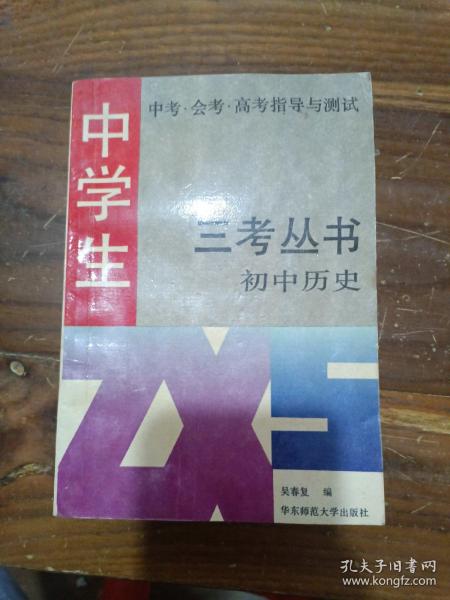 中学生
中考·会考·高考指导与测试
三考丛书
初中历史
ZXS
吴春复 编
华东师范大学出版社
孔夫子旧书网
www.kongfz.com